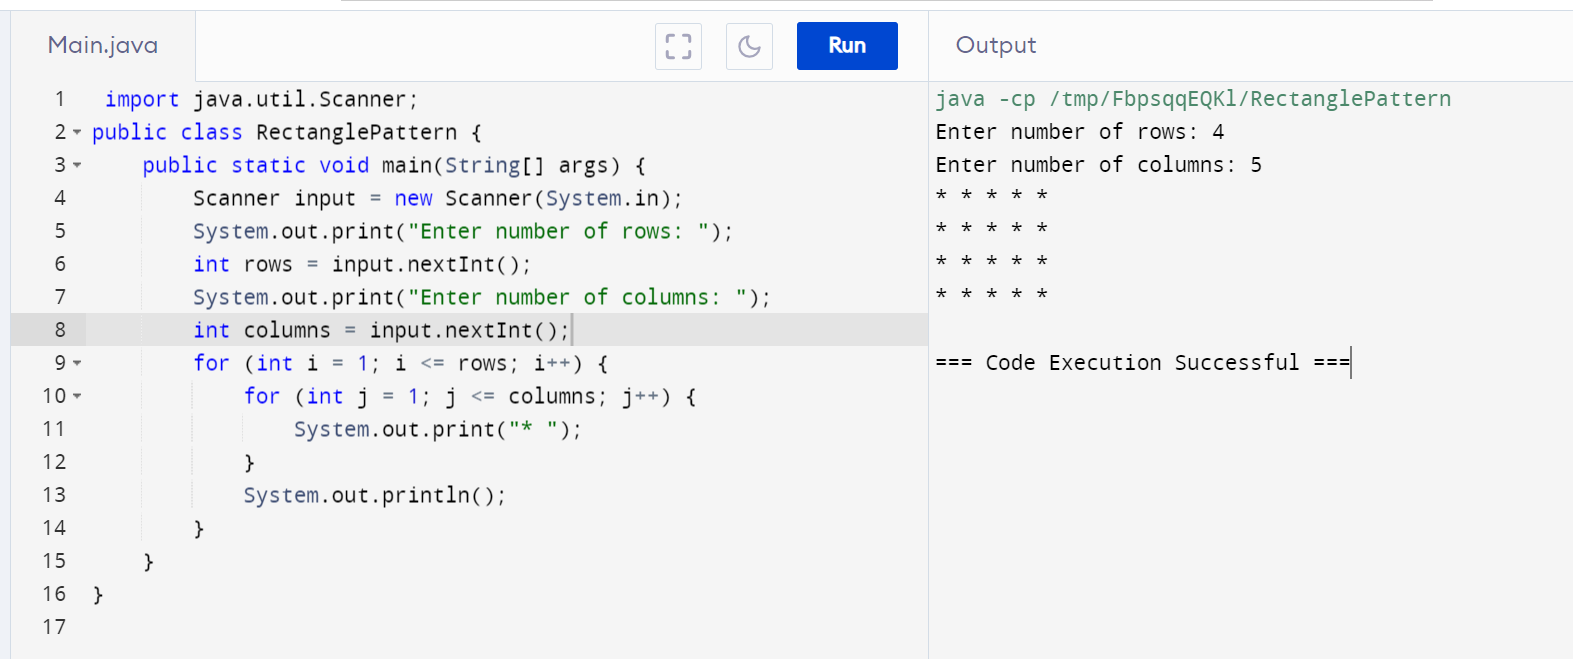 Main.java
Run
Output
1 import java.util.Scanner;
2 public class RectanglePattern {
3 public static void main(String[] args) {
4 Scanner input = new Scanner(System.in);
5 System.out.print("Enter number of rows: ");
6 int rows = input.nextInt();
7 System.out.print("Enter number of columns: ");
8 int columns = input.nextInt();
9 for (int i = 1; i <= rows; i++) {
10 for (int j = 1; j <= columns; j++) {
11 System.out.print("* ");
12 }
13 System.out.println();
14 }
15 }
16 }
17
java -cp /tmp/FbpsqqEQKl/RectanglePattern
Enter number of rows: 4
Enter number of columns: 5
* * * * *
* * * * *
* * * * *
* * * * *
=== Code Execution Successful ===